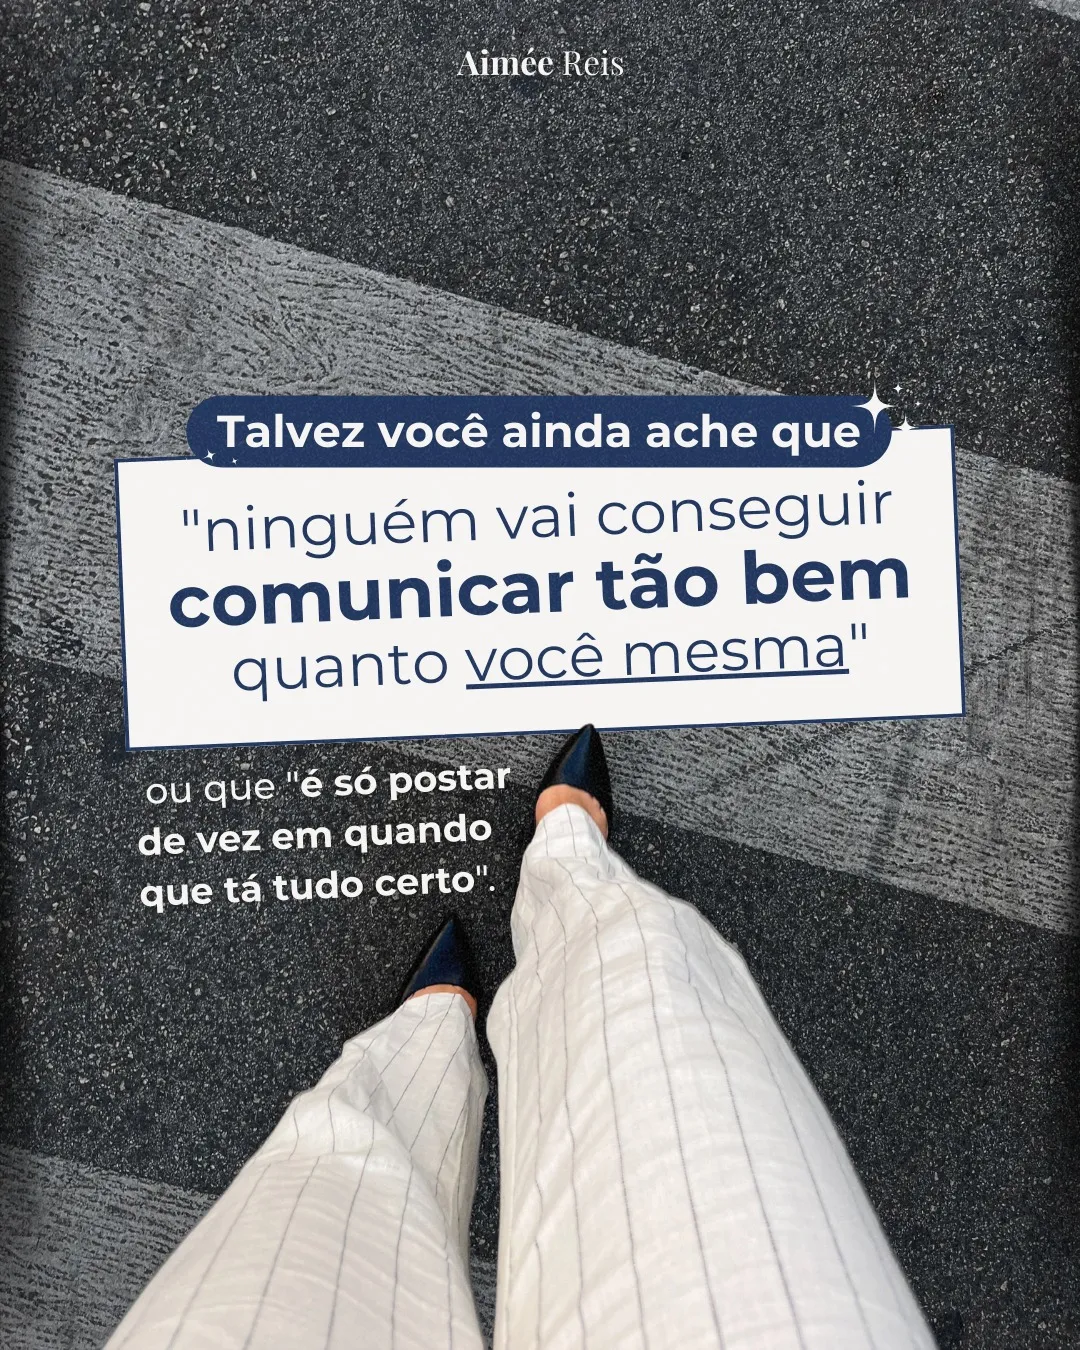 Aimée Reis
Talvez você ainda ache que
"ninguém vai conseguir
comunicar tão bem
quanto você mesma"
ou que "é só postar
de vez em quando
que tá tudo certo".